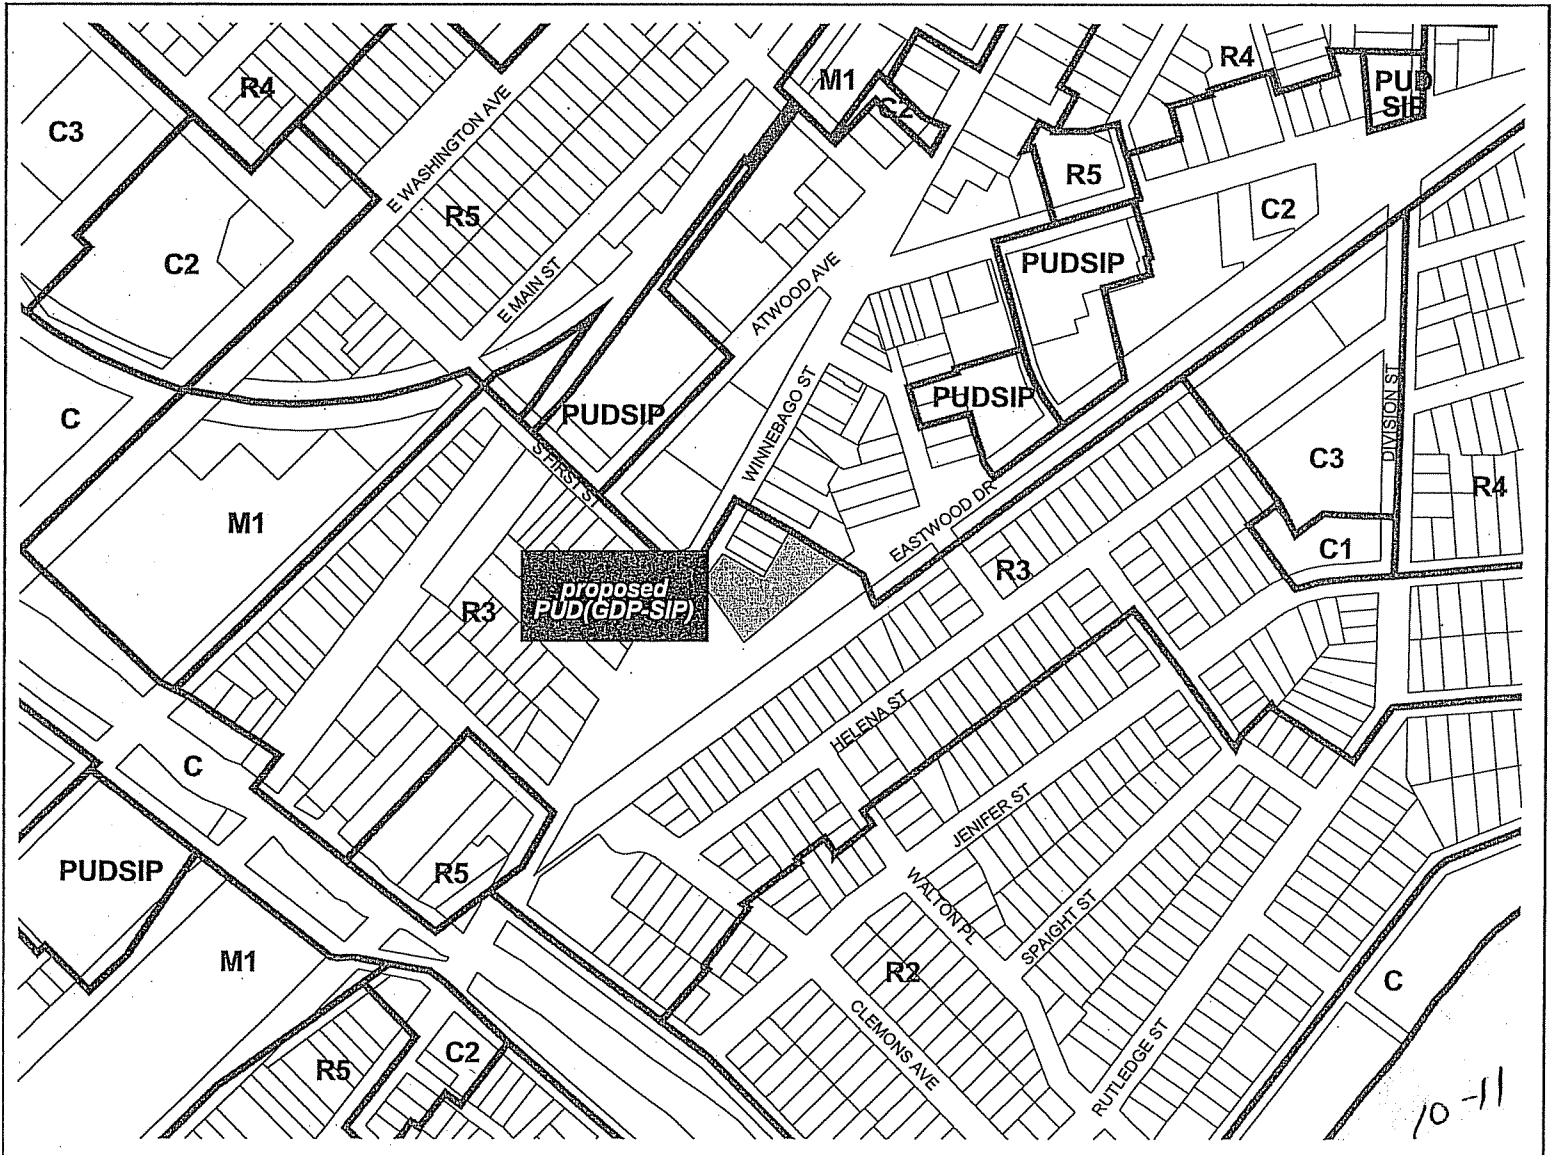 R4
M1
C2
R4
PUD
SIP
C3
E WASHINGTON AVE
R5
R5
C2
C2
PUDSIP
E MAIN ST
ATWOOD AVE
C
PUDSIP
WINNEBAGO ST
PUDSIP
DIVISION ST
S FIRST ST
C3
R4
M1
EASTWOOD DR
C1
R3
proposed
PUD(GDP-SIP)
R3
HELENA ST
C
JENIFER ST
PUDSIP
R5
WALTON PL
SPAIGHT ST
M1
R2
C
CLEMONS AVE
RUTLEDGE ST
C2
R5
10-11